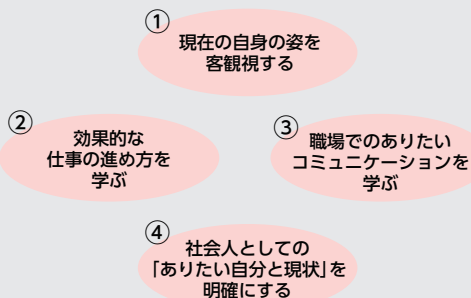 ①
現在の自身の姿を
客観視する
②
効果的な
仕事の進め方を
学ぶ
③
職場でのありたい
コミュニケーションを
学ぶ
④
社会人としての
「ありたい自分と現状」を
明確にする